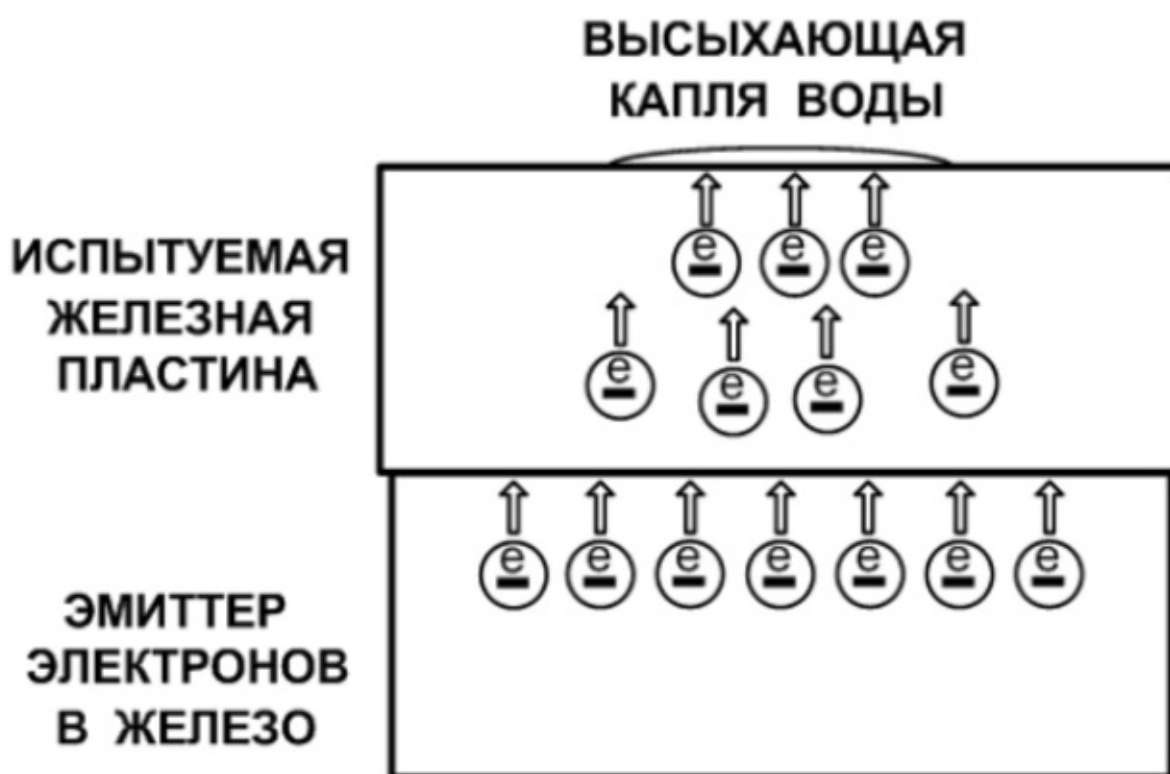 ВЫСЫХАЮЩАЯ
КАПЛЯ ВОДЫ
ИСПЫТУЕМАЯ
ЖЕЛЕЗНАЯ
ПЛАСТИНА
e e e
e e e e
e e e e e e e
ЭМИТТЕР
ЭЛЕКТРОНОВ
В ЖЕЛЕЗО